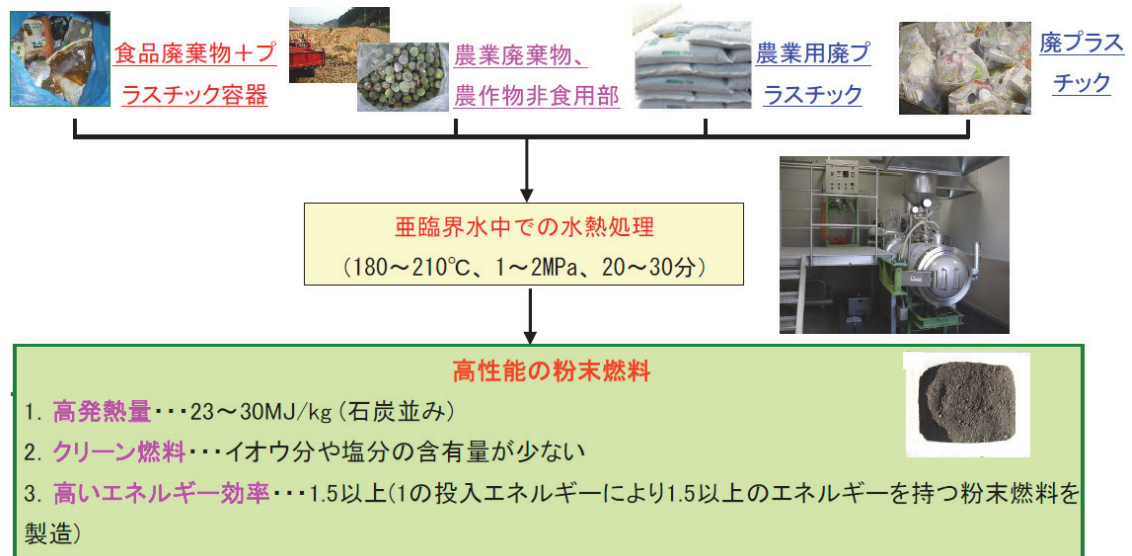 食品廃棄物＋プ
ラスチック容器
農業廃棄物、
農作物非食用部
農業用廃プ
ラスチック
廃プラス
チック
亜臨界水中での水熱処理
(180～210℃、1～2MPa、20～30分)
高性能の粉末燃料
1. 高発熱量・・・23～30MJ/kg (石炭並み)
2. クリーン燃料・・・イオウ分や塩分の含有量が少ない
3. 高いエネルギー効率・・・1.5以上(1の投入エネルギーにより1.5以上のエネルギーを持つ粉末燃料を
製造)